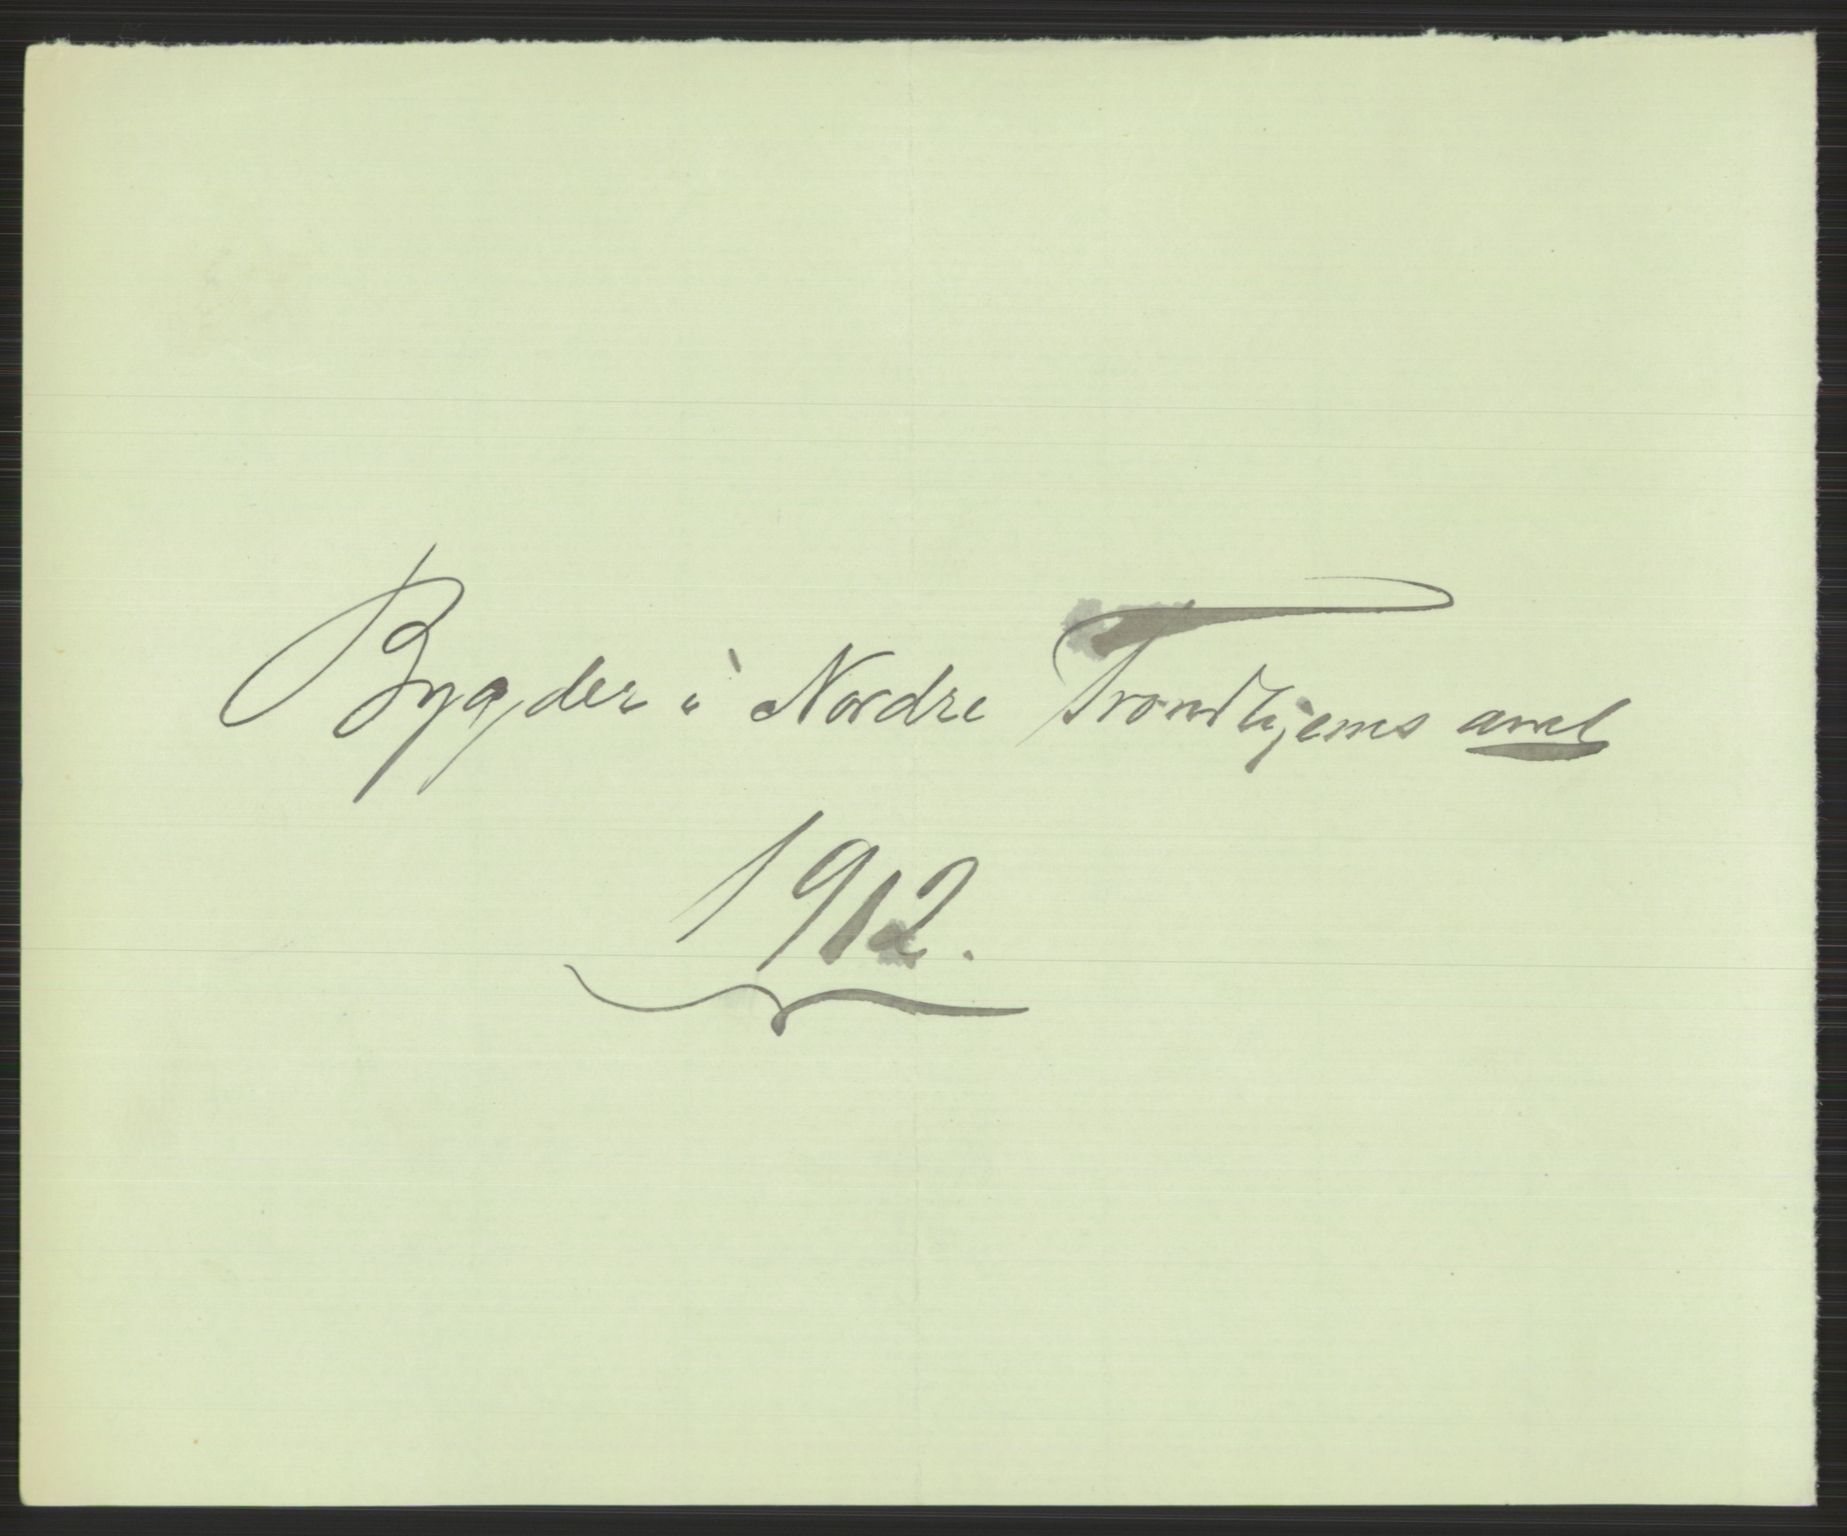 Bygder i Nordre Trondhjems amt
1912.